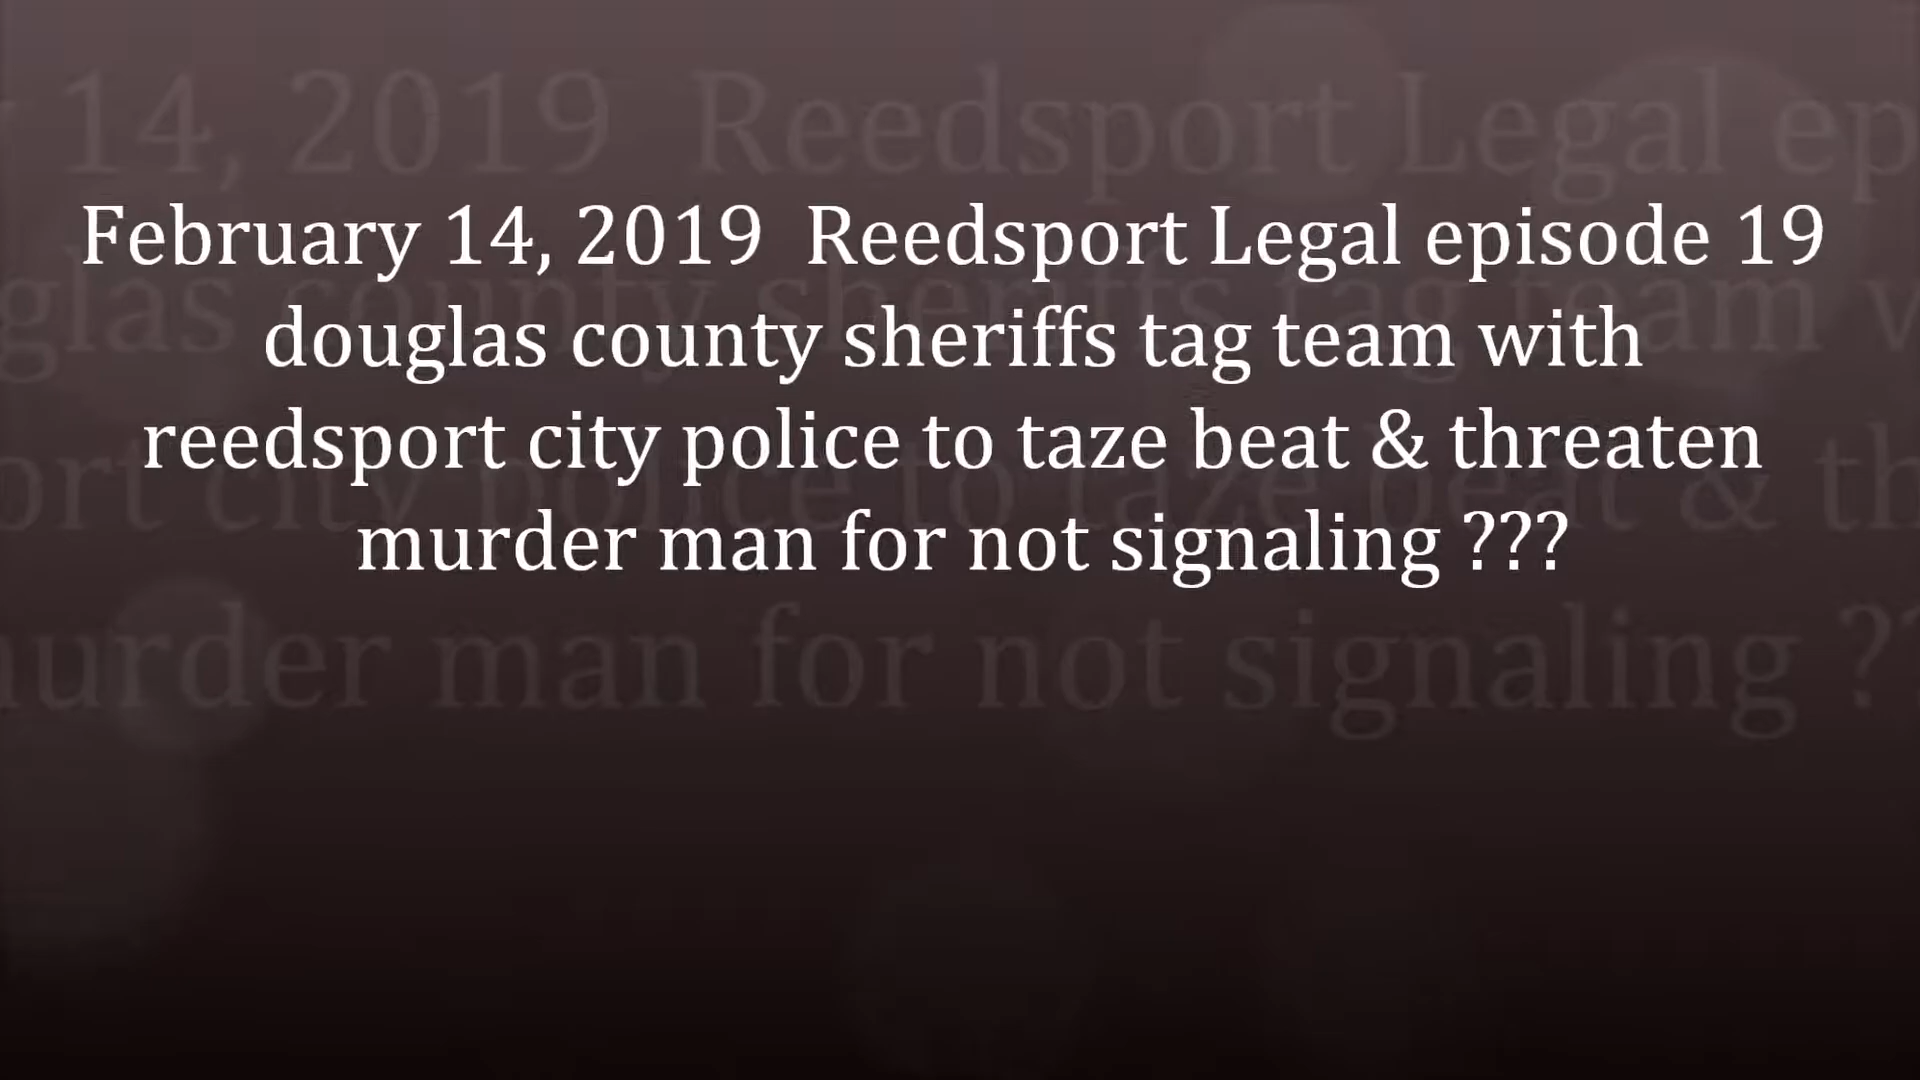 February 14, 2019  Reedsport Legal episode 19
douglas county sheriffs tag team with
reedsport city police to taze beat & threaten
murder man for not signaling ???